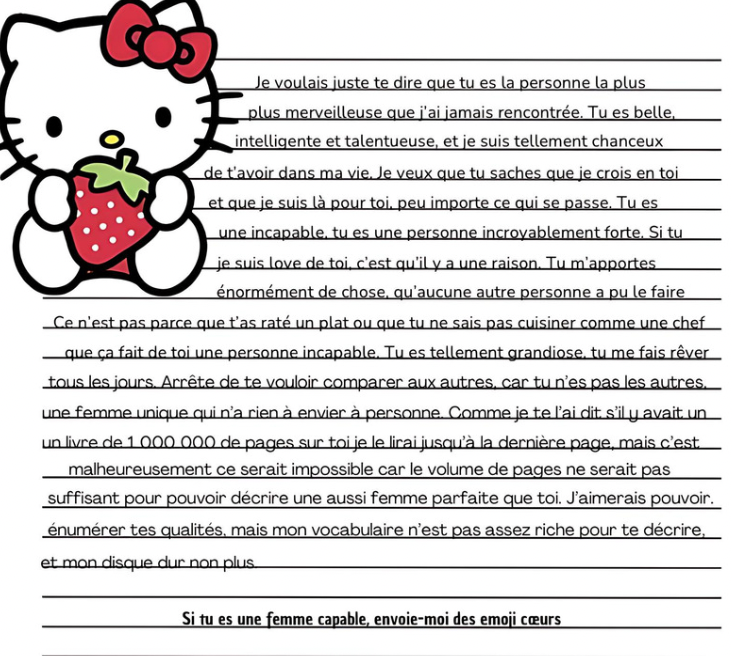 Je voulais juste te dire que tu es la personne la plus
plus merveilleuse que j'ai jamais rencontrée. Tu es belle,
intelligente et talentueuse, et je suis tellement chanceux
de t'avoir dans ma vie. Je veux que tu saches que je crois en toi
et que je suis là pour toi, peu importe ce qui se passe. Tu es
une incapable, tu es une personne incroyablement forte. Si tu
je suis love de toi, c'est qu'il y a une raison. Tu m'apportes
énormément de chose, qu'aucune autre personne a pu le faire
Ce n'est pas parce que t'as raté un plat ou que tu ne sais pas cuisiner comme une chef
que ça fait de toi une personne incapable. Tu es tellement grandiose, tu me fais rêver
tous les jours. Arrête de te vouloir comparer aux autres, car tu n'es pas les autres,
une femme unique qui n'a rien à envier à personne. Comme je te l'ai dit s'il y avait un
un livre de 1 000 000 de pages sur toi je le lirai jusqu'à la dernière page, mais c'est
malheureusement ce serait impossible car le volume de pages ne serait pas
suffisant pour pouvoir décrire une aussi femme parfaite que toi. J'aimerais pouvoir.
énumérer tes qualités, mais mon vocabulaire n'est pas assez riche pour te décrire,
et mon disque dur non plus.
Si tu es une femme capable, envoie-moi des emoji cœurs